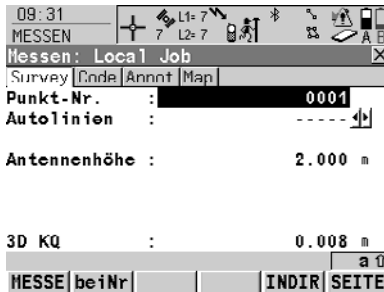 09:31
MESSEN
L1= 7
7 L2= 7
A B
Messen: Local Job X
Survey Code Annot Map
Punkt-Nr. : 0001
Autolinien : -----
Antennenhöhe : 2.000 m
3D KQ : 0.008 m
a
MESSE beiNr INDIR SEITE